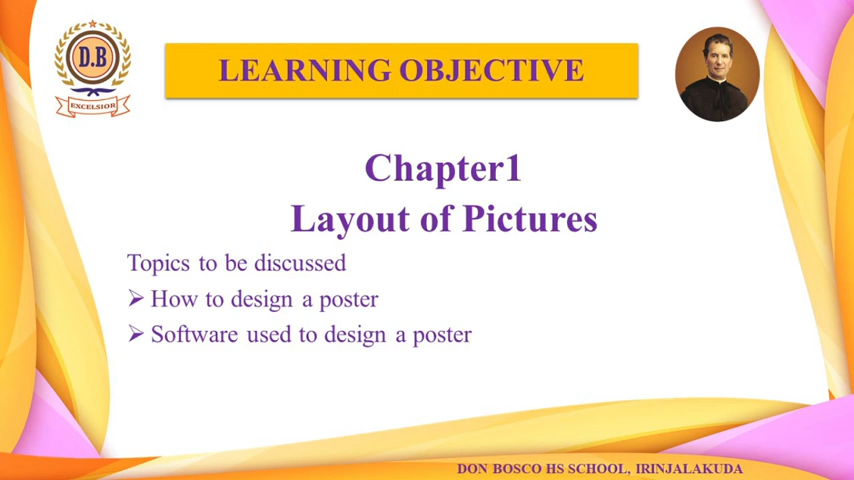 D.B
EXCELSIOR
LEARNING OBJECTIVE
Chapter1
Layout of Pictures
Topics to be discussed
➢ How to design a poster
➢ Software used to design a poster
DON BOSCO HS SCHOOL, IRINJALAKUDA